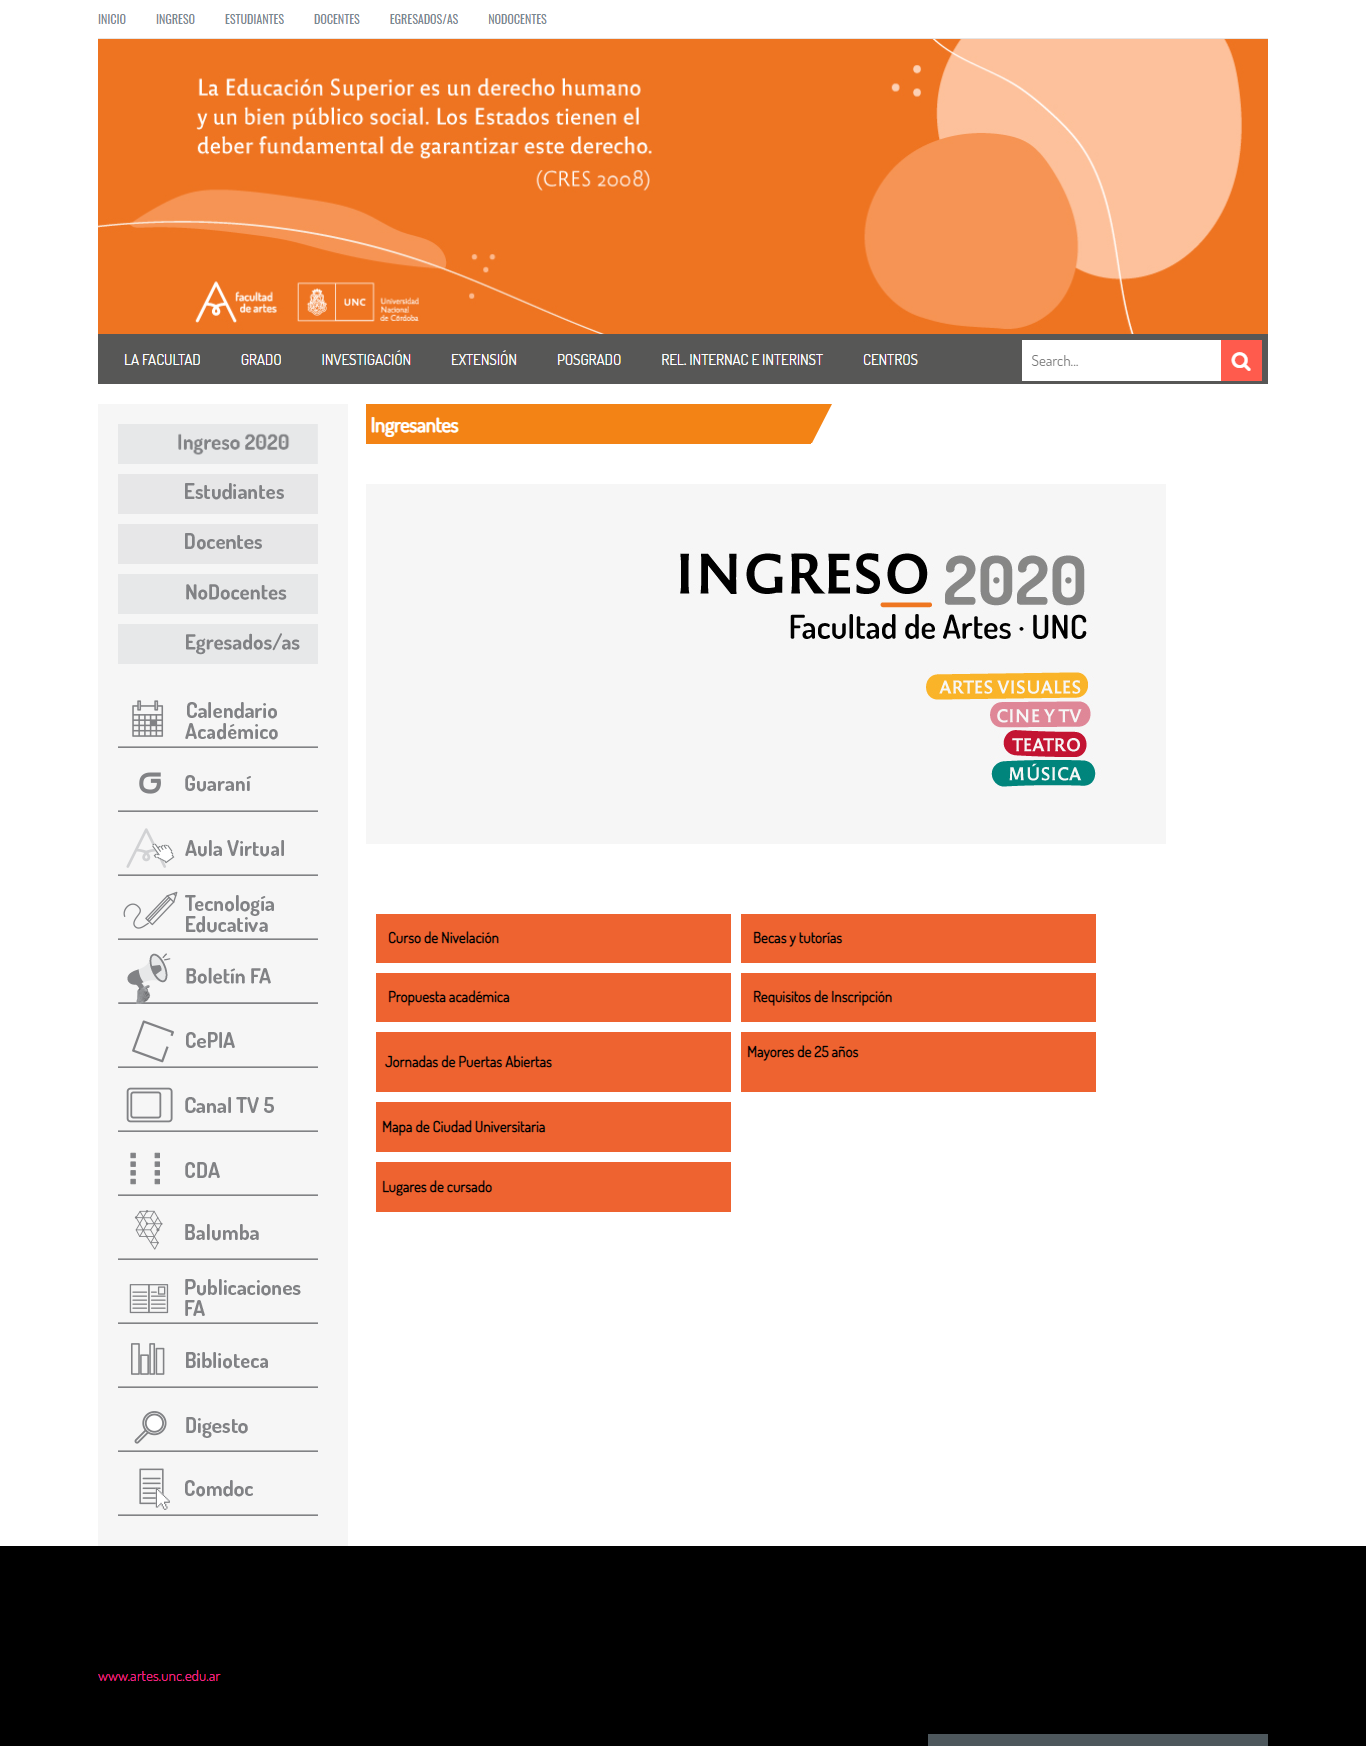 INICIO INGRESO ESTUDIANTES DOCENTES EGRESADOS/AS NODOCENTES
La Educación Superior es un derecho humano
y un bien público social. Los Estados tienen el
deber fundamental de garantizar este derecho.
(CRES 2008)
facultad
de artes
UNC
Universidad
Nacional
de Córdoba
LA FACULTAD GRADO INVESTIGACIÓN EXTENSIÓN POSGRADO REL. INTERNAC E INTERINST CENTROS
Search...
Ingreso 2020
Estudiantes
Docentes
NoDocentes
Egresados/as
Calendario
Académico
Guaraní
Aula Virtual
Tecnología
Educativa
Boletín FA
CePIA
Canal TV 5
CDA
Balumba
Publicaciones
FA
Biblioteca
Digesto
Comdoc
Ingresantes
INGRESO 2020
Facultad de Artes · UNC
ARTES VISUALES
CINE Y TV
TEATRO
MÚSICA
Curso de Nivelación
Becas y tutorías
Propuesta académica
Requisitos de Inscripción
Jornadas de Puertas Abiertas
Mayores de 25 años
Mapa de Ciudad Universitaria
Lugares de cursado
www.artes.unc.edu.ar